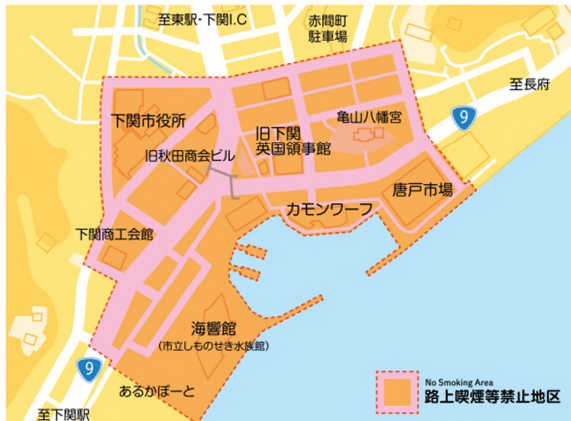 至東駅・下関I.C
赤間町
駐車場
至長府
9
下関市役所
旧下関
英国領事館
亀山八幡宮
旧秋田商会ビル
唐戸市場
カモンワーフ
下関商工会館
海響館
(市立しものせき水族館)
9
あるかぽーと
至下関駅
No Smoking Area
路上喫煙等禁止地区